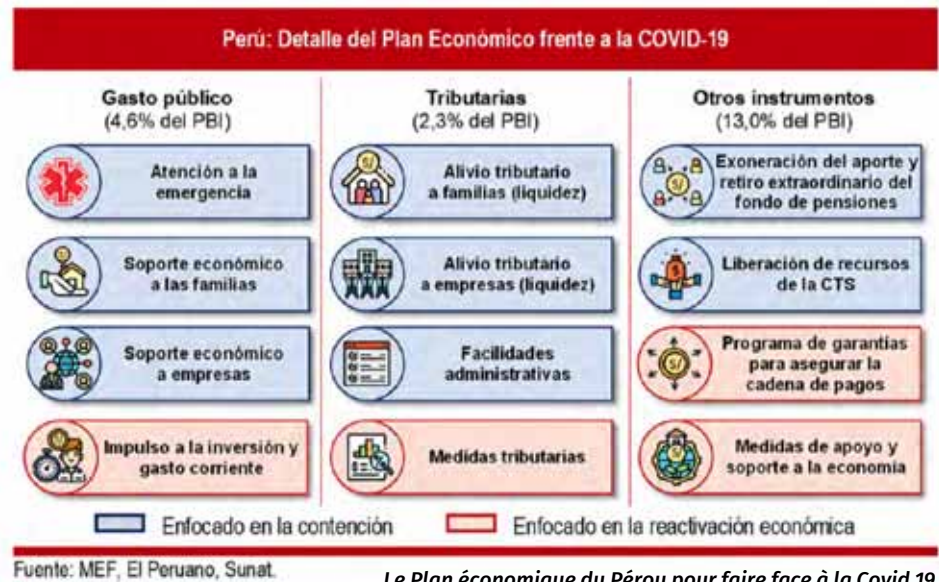 Perú: Detalle del Plan Económico frente a la COVID-19
Gasto público
(4,6% del PBI)
Atención a la
emergencia
Soporte económico
a las familias
Soporte económico
a empresas
Impulso a la inversión y
gasto corriente
Tributarias
(2,3% del PBI)
Alivio tributario
a familias (liquidez)
Alivio tributario
a empresas (liquidez)
Facilidades
administrativas
Medidas tributarias
Otros instrumentos
(13,0% del PBI)
Exoneración del aporte y
retiro extraordinario del
fondo de pensiones
Liberación de recursos
de la CTS
Programa de garantías
para asegurar la
cadena de pagos
Medidas de apoyo y
soporte a la economía
Enfocado en la contención
Enfocado en la reactivación económica
Fuente: MEF, El Peruano, Sunat.
Le Plan économique du Pérou pour faire face à la Covid 19